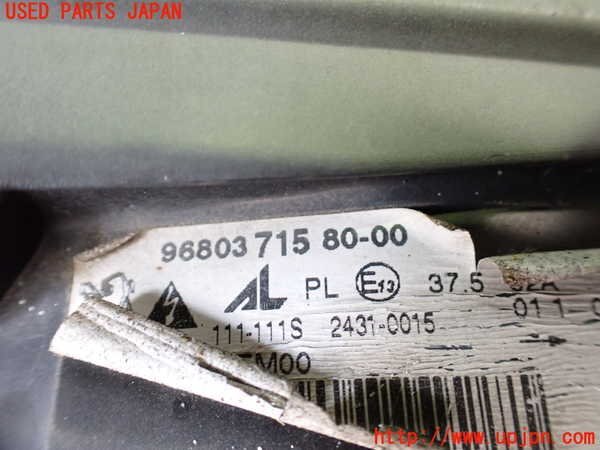 USED PARTS JAPAN
96803 715 80-00
AL PL E13 37.5
111-111S 2431-0015
http://www.upjpn.com